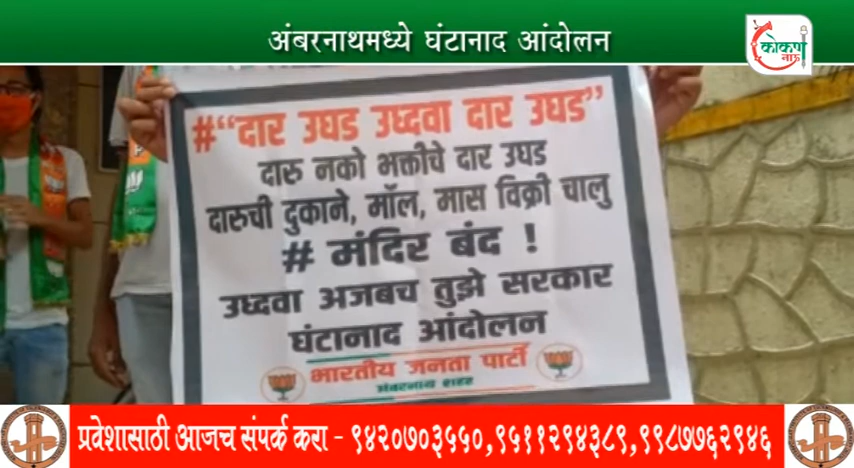 अंबरनाथमध्ये घंटानाद आंदोलन
कोकण
नाऊ
#“दार उघड उध्दवा दार उघड”
दारु नको भक्तीचे दार उघड
दारुची दुकाने, मॉल, मास विक्री चालु
# मंदिर बंद !
उध्दवा अजबच तुझे सरकार
घंटानाद आंदोलन
भारतीय जनता पार्टी
अंबरनाथ शहर
प्रवेशासाठी आजच संपर्क करा - ९४२०७०३५५०,९५११२९४३८९,९९८७७६२९४६